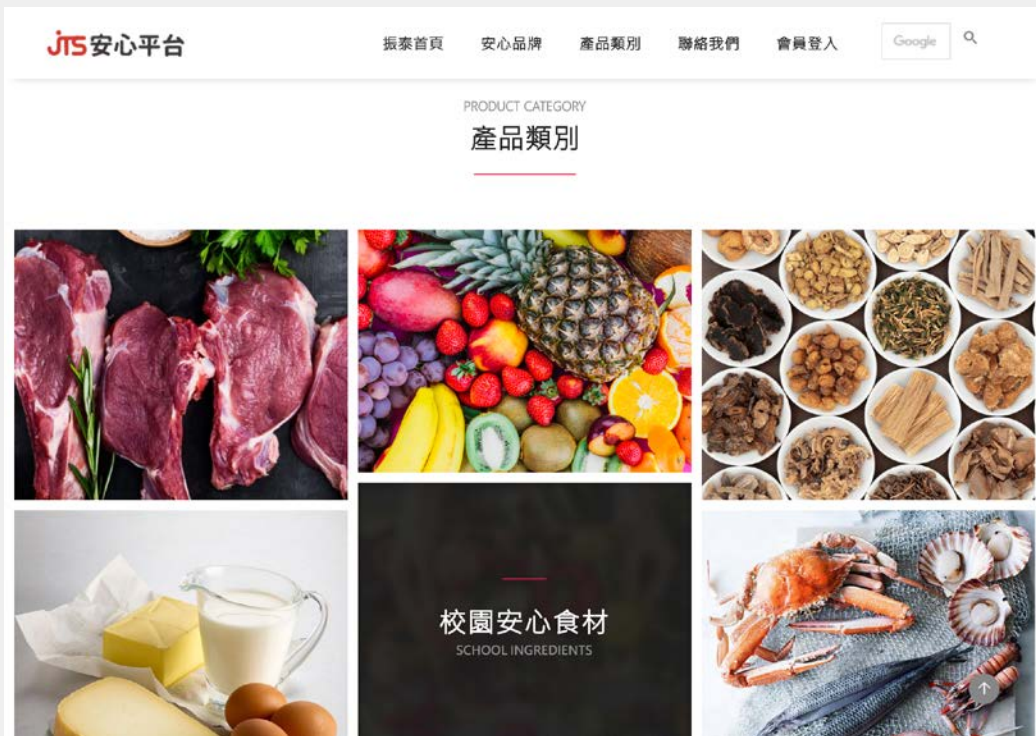 JTS安心平台
振泰首頁 安心品牌 產品類別 聯絡我們 會員登入 Google
PRODUCT CATEGORY
產品類別
校園安心食材
SCHOOL INGREDIENTS